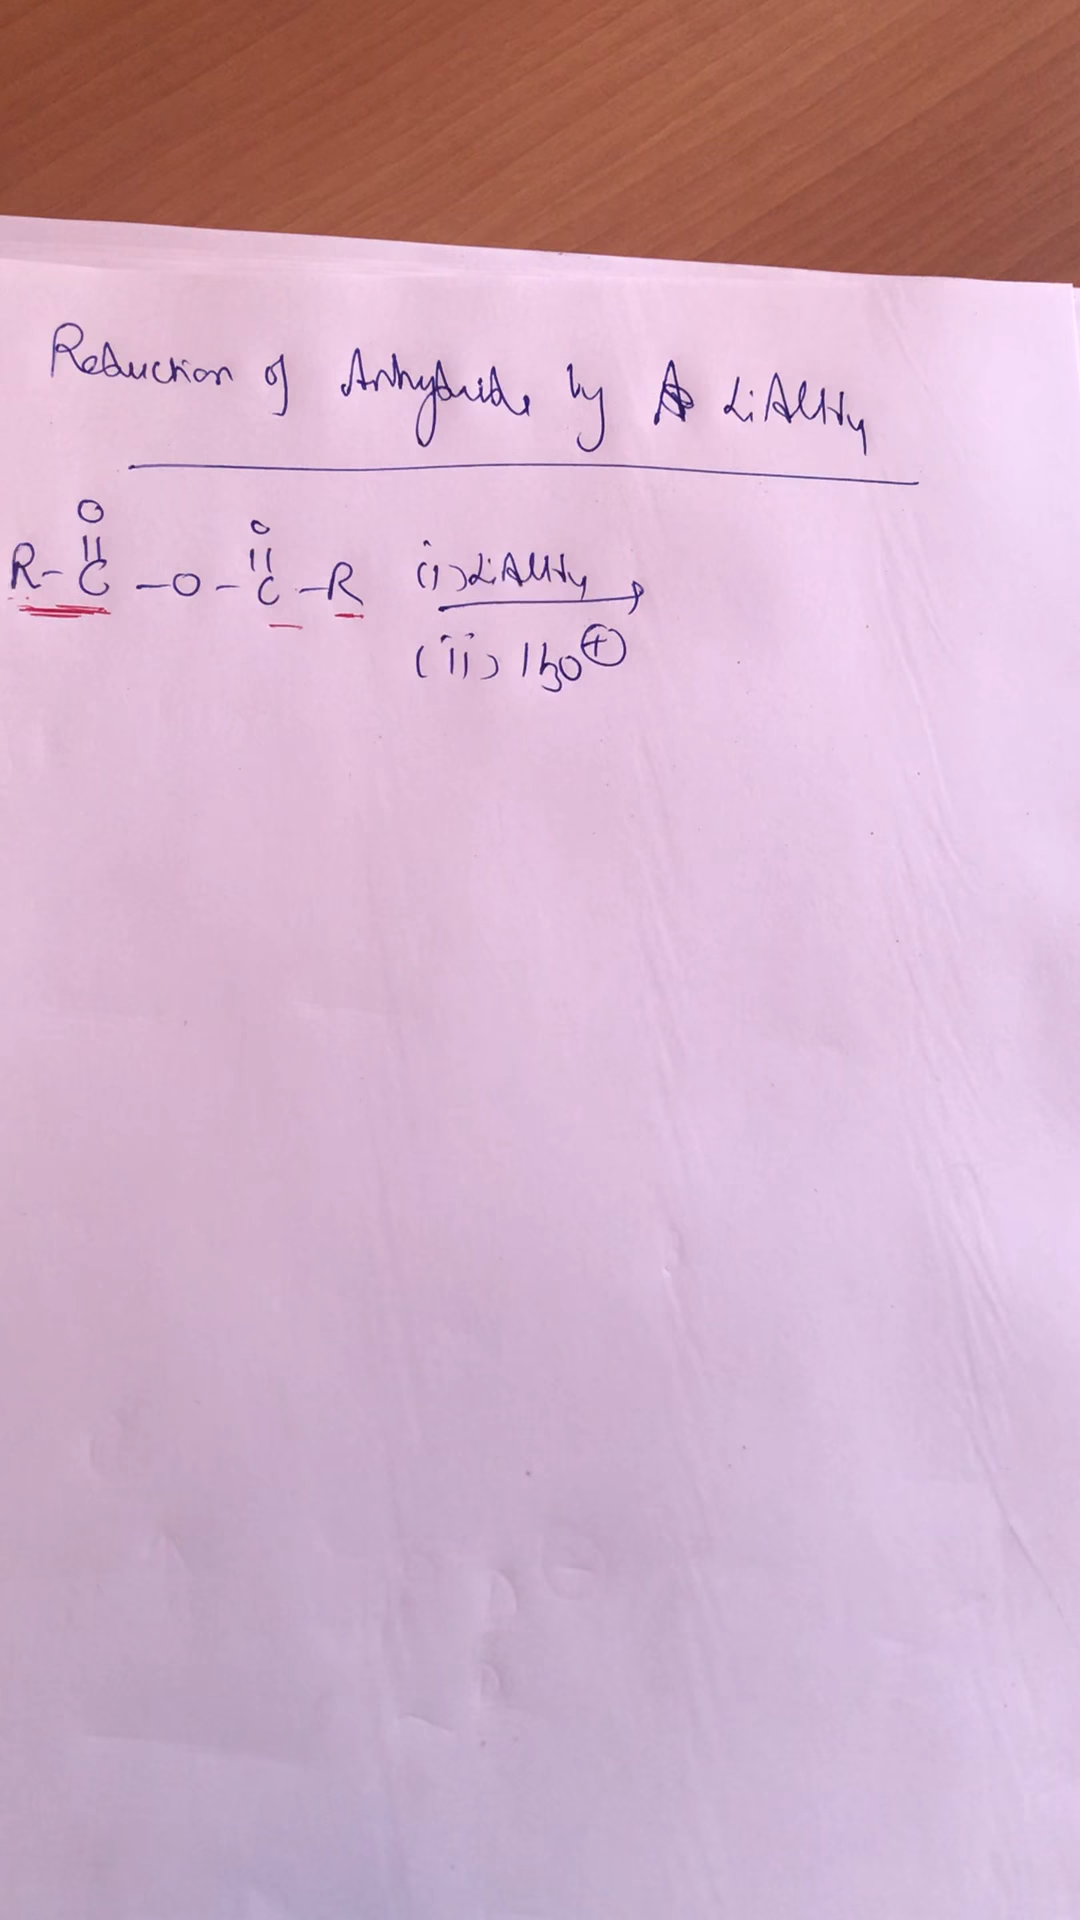 Reduction of Anhydride by LiAlH4
O O
|| ||
R-C-O-C-R (i) LiAlH4
(ii) H3O⊕